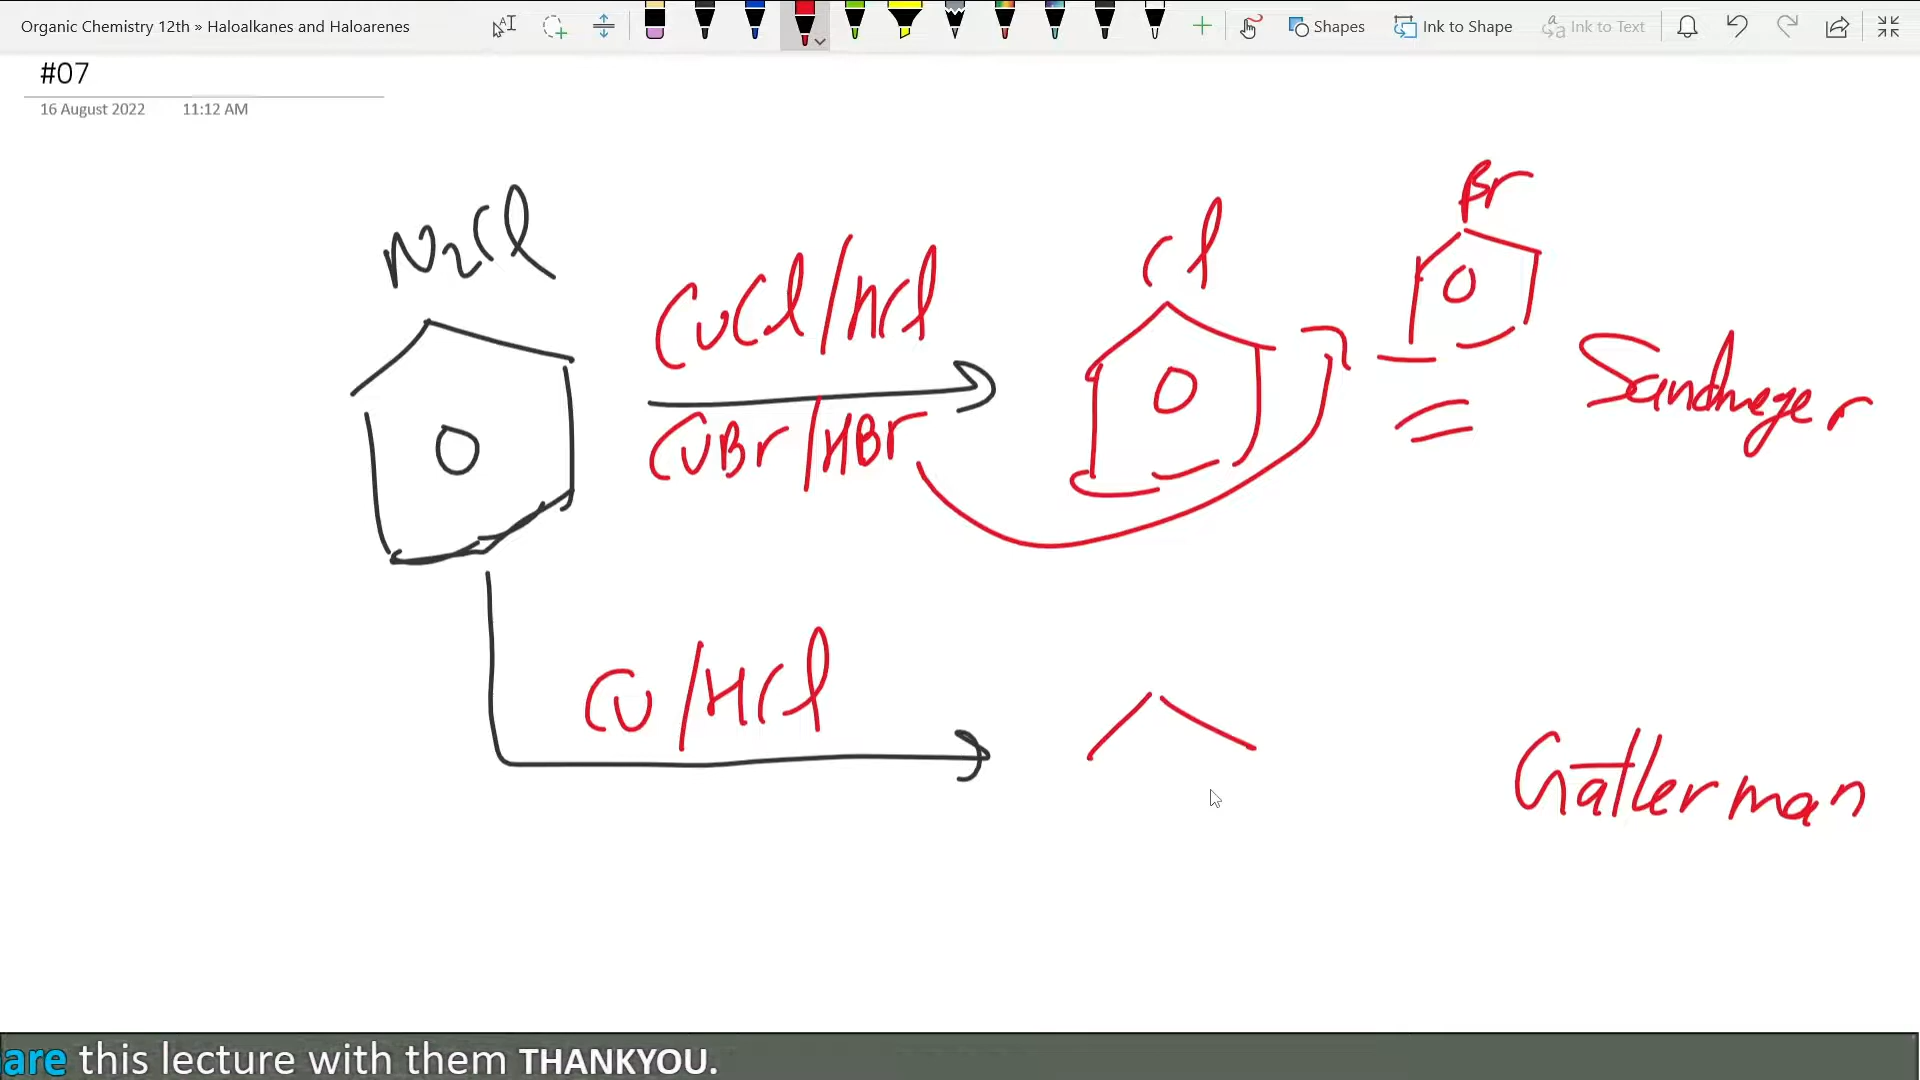 Organic Chemistry 12th » Haloalkanes and Haloarenes
Shapes
Ink to Shape
Ink to Text
#07
16 August 2022 11:12 AM
Br
N2Cl
CuCl/HCl
Cl
CuBr/HBr
Sandmeyer
Cu/HCl
Gatterman
are this lecture with them THANKYOU.